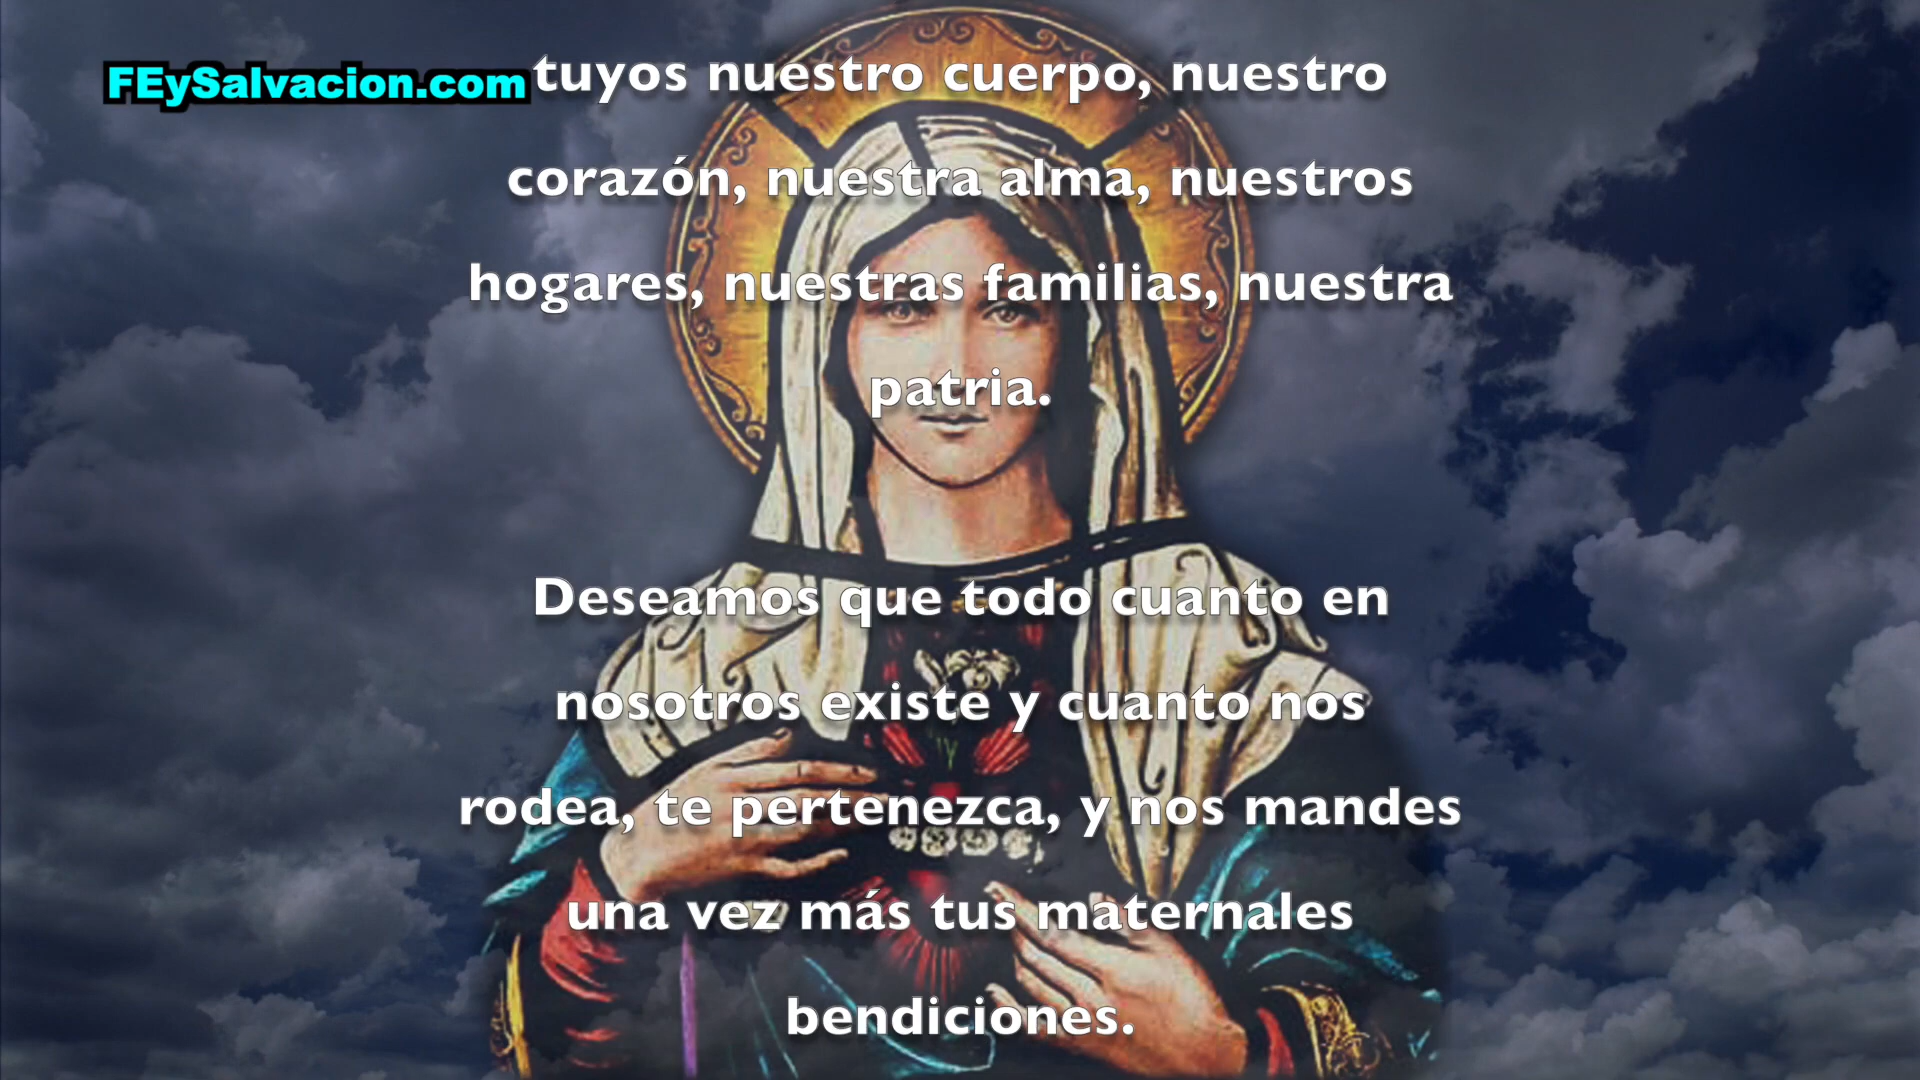 FEySalvacion.com
tuyos nuestro cuerpo, nuestro
corazón, nuestra alma, nuestros
hogares, nuestras familias, nuestra
patria.
Deseamos que todo cuanto en
nosotros existe y cuanto nos
rodea, te pertenezca, y nos mandes
una vez más tus maternales
bendiciones.